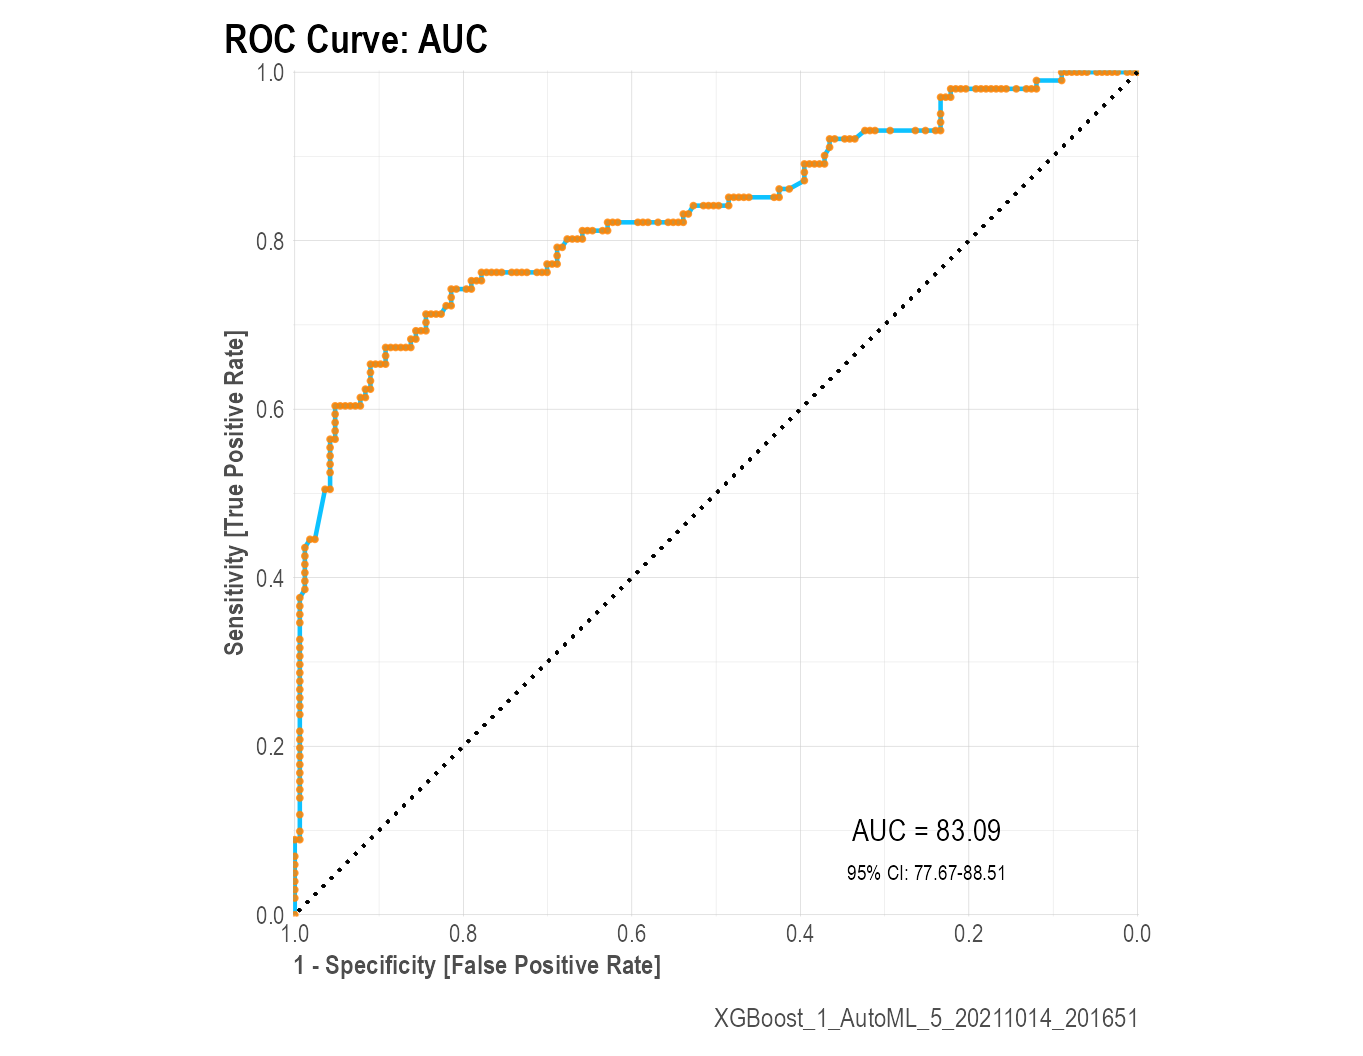 ROC Curve: AUC
1.0
0.8
0.6
0.4
0.2
0.0
Sensitivity [True Positive Rate]
AUC = 83.09
95% CI: 77.67-88.51
1.0 0.8 0.6 0.4 0.2 0.0
1 - Specificity [False Positive Rate]
XGBoost_1_AutoML_5_20211014_201651